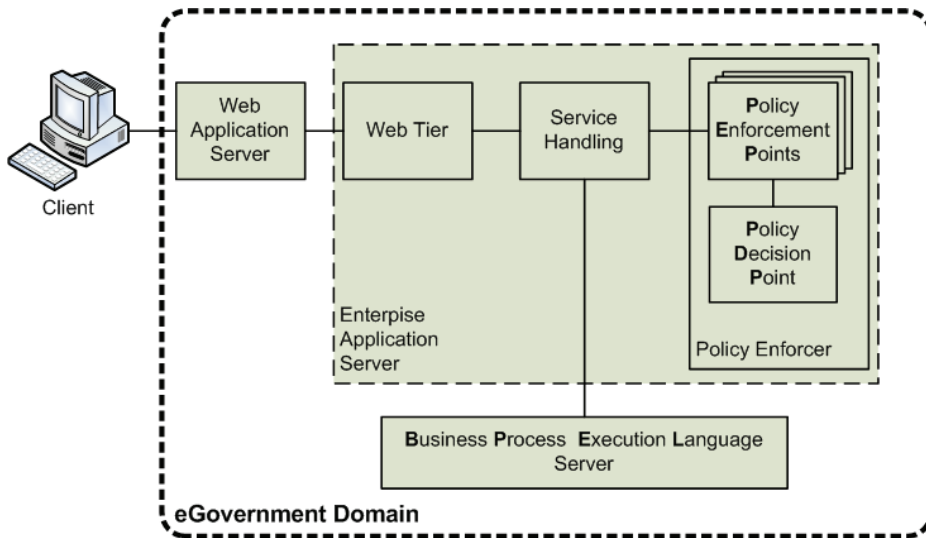 Client
Web
Application
Server
Web Tier
Service
Handling
Policy
Enforcement
Points
Policy
Decision
Point
Policy Enforcer
Enterpise
Application
Server
Business Process Execution Language
Server
eGovernment Domain